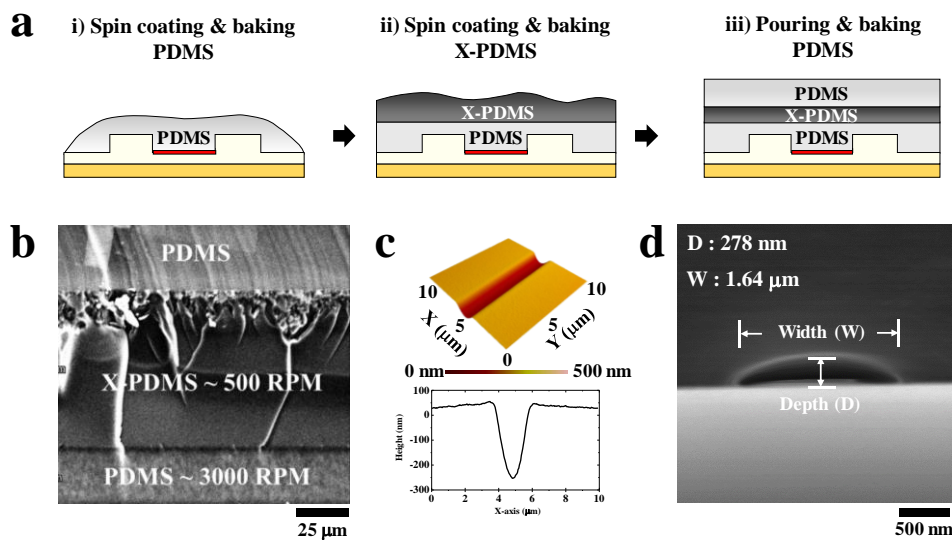 a
i) Spin coating & baking
PDMS
ii) Spin coating & baking
X-PDMS
iii) Pouring & baking
PDMS
PDMS
X-PDMS
PDMS
PDMS
X-PDMS
PDMS
b
PDMS
X-PDMS ~ 500 RPM
PDMS ~ 3000 RPM
25 μm
c
10
5
X (μm)
0
5
Y (μm)
10
0 nm
500 nm
100
0
-100
-200
-300
Height (nm)
0 2 4 6 8 10
X-axis (μm)
d
D : 278 nm
W : 1.64 μm
Width (W)
Depth (D)
500 nm